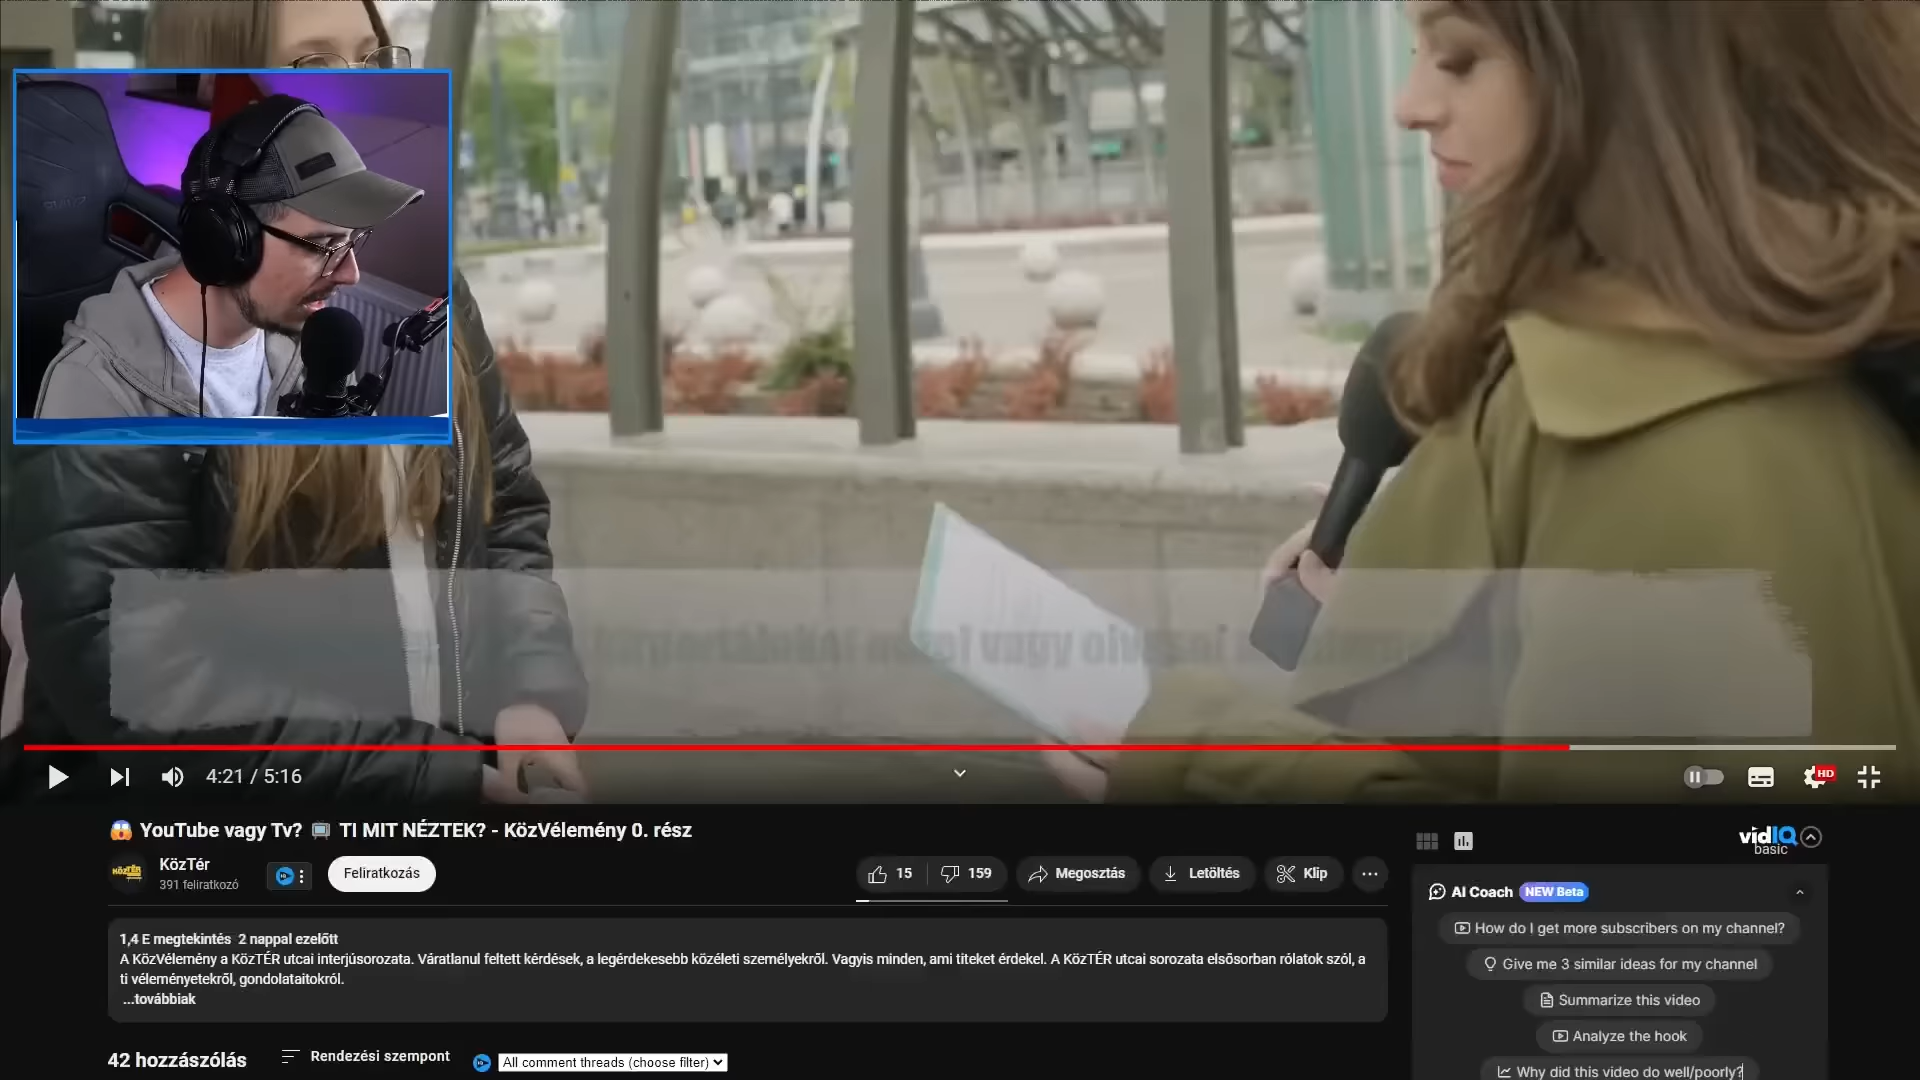 4:21 / 5:16
HD
😱 YouTube vagy Tv? 📺 TI MIT NÉZTEK? - KözVélemény 0. rész
KÖZTÉR
KözTér
391 feliratkozó
Feliratkozás
15
159
Megosztás
Letöltés
Klip
1,4 E megtekintés 2 nappal ezelőtt
A KözVélemény a KözTÉR utcai interjúsorozata. Váratlanul feltett kérdések, a legérdekesebb közéleti személyekről. Vagyis minden, ami titeket érdekel. A KözTÉR utcai sorozata elsősorban rólatok szól, a
ti véleményetekről, gondolataitokról.
...továbbiak
42 hozzászólás
Rendezési szempont
All comment threads (choose filter)
vidIQ
basic
AI Coach NEW Beta
How do I get more subscribers on my channel?
Give me 3 similar ideas for my channel
Summarize this video
Analyze the hook
Why did this video do well/poorly?